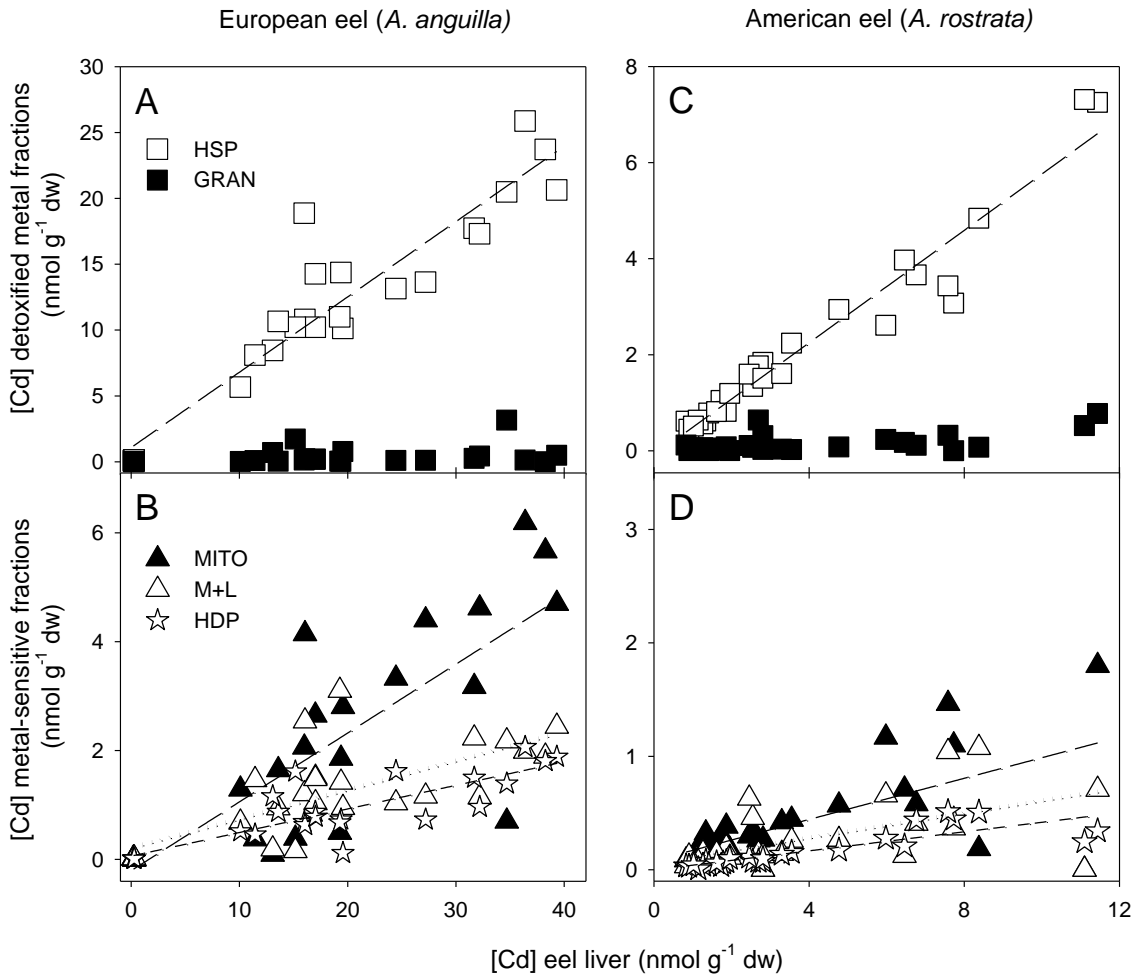 European eel (A. anguilla)
American eel (A. rostrata)
[Cd] detoxified metal fractions
(nmol g-1 dw)
30
25
20
15
10
5
0
A
HSP
GRAN
8
6
4
2
0
C
[Cd] metal-sensitive fractions
(nmol g-1 dw)
6
4
2
0
B
MITO
M+L
HDP
3
2
1
0
D
0
10
20
30
40
0
4
8
12
[Cd] eel liver (nmol g-1 dw)